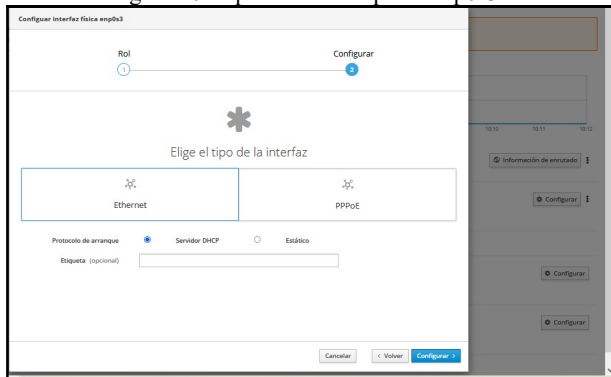 Configuar interfaz física enp0s3
Rol
Configurar
1
2
Elige el tipo de la interfaz
Ethernet
PPPoE
Protocolo de arranque
Servidor DHCP
Estático
Etiqueta (opcional)
Cancelar
Volver
Configurar
10:10
10:11
10:12
Información de enrutado
Configurar
Configurar
Configurar